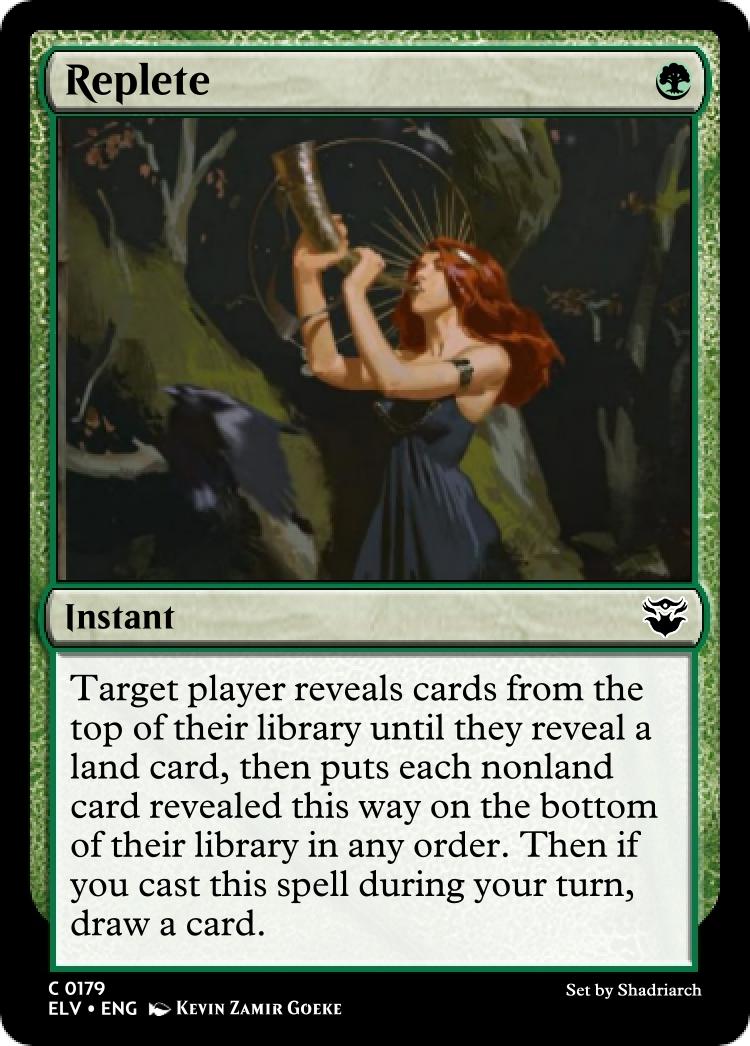 Replete
Instant
Target player reveals cards from the
top of their library until they reveal a
land card, then puts each nonland
card revealed this way on the bottom
of their library in any order. Then if
you cast this spell during your turn,
draw a card.
C 0179
ELV • ENG Kevin Zamir Goeke
Set by Shadriarch